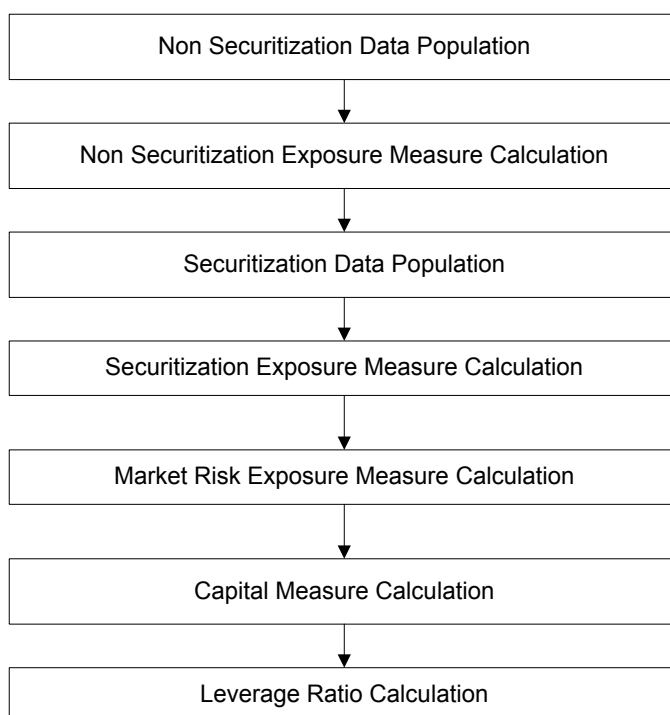 Non Securitization Data Population
Non Securitization Exposure Measure Calculation
Securitization Data Population
Securitization Exposure Measure Calculation
Market Risk Exposure Measure Calculation
Capital Measure Calculation
Leverage Ratio Calculation